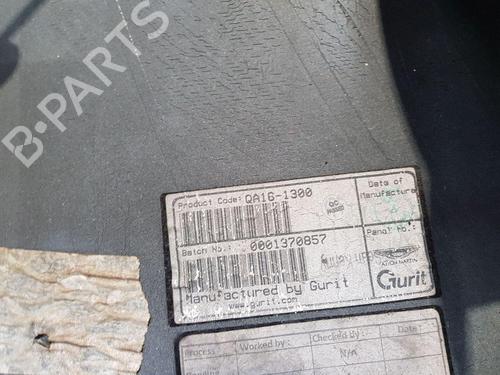 B-PARTS
Product Code: QA16-1300
QC
Date of
Manufacture
Batch No.: 0001370857
Panel No.:
ASTON MARTIN
Manufactured by Gurit
www.gurit.com
Gurit
Process
Worked by:
Checked By:
Date:
N/A